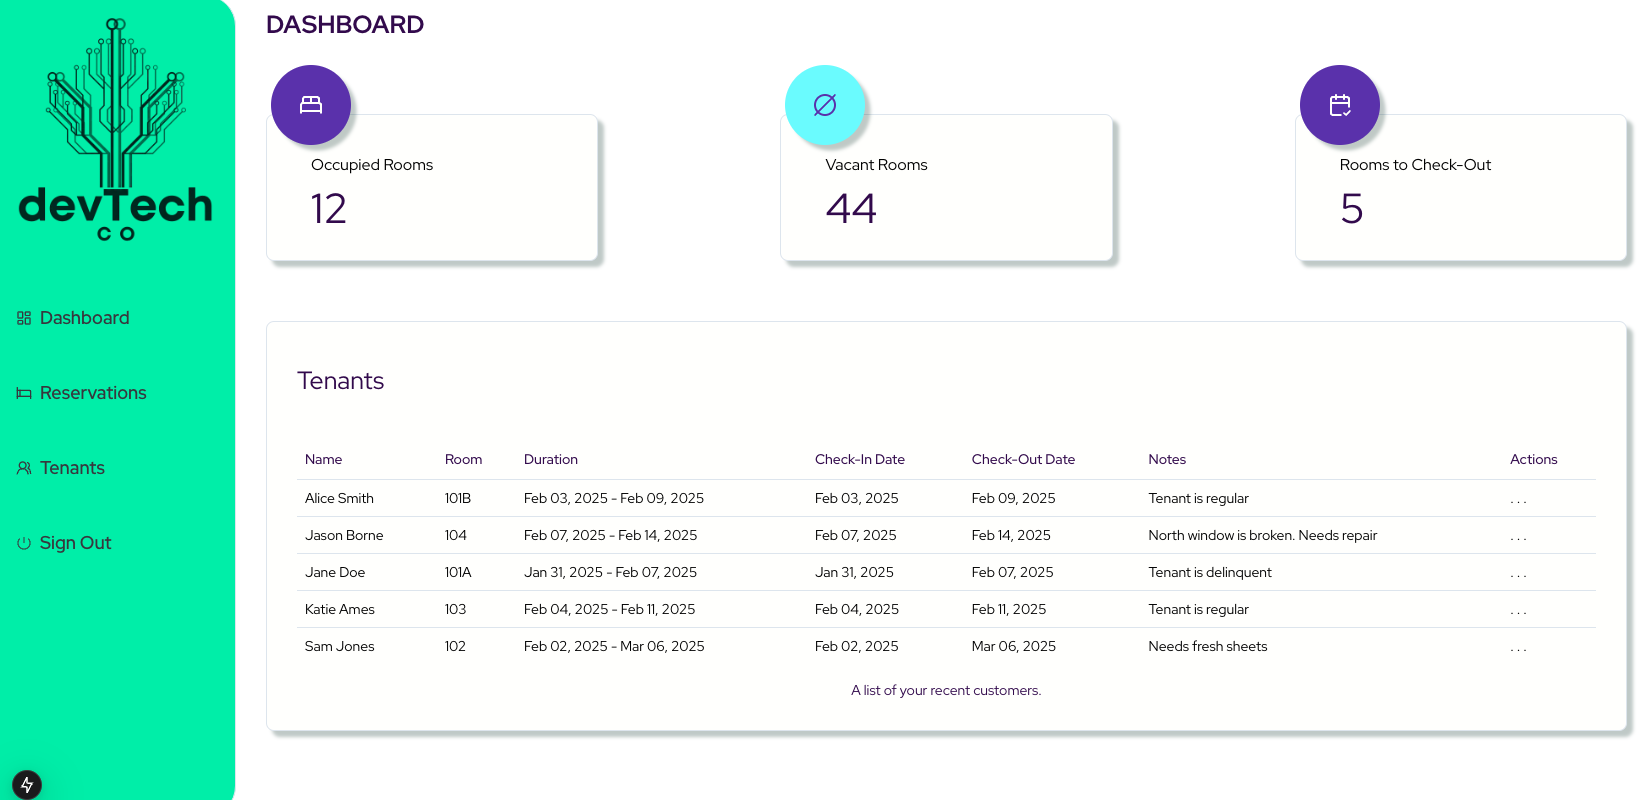 devTech
CO
Dashboard
Reservations
Tenants
Sign Out
DASHBOARD
Occupied Rooms
12
Vacant Rooms
44
Rooms to Check-Out
5
Tenants
Name Room Duration Check-In Date Check-Out Date Notes Actions
Alice Smith 101B Feb 03, 2025 - Feb 09, 2025 Feb 03, 2025 Feb 09, 2025 Tenant is regular . . .
Jason Borne 104 Feb 07, 2025 - Feb 14, 2025 Feb 07, 2025 Feb 14, 2025 North window is broken. Needs repair . . .
Jane Doe 101A Jan 31, 2025 - Feb 07, 2025 Jan 31, 2025 Feb 07, 2025 Tenant is delinquent . . .
Katie Ames 103 Feb 04, 2025 - Feb 11, 2025 Feb 04, 2025 Feb 11, 2025 Tenant is regular . . .
Sam Jones 102 Feb 02, 2025 - Mar 06, 2025 Feb 02, 2025 Mar 06, 2025 Needs fresh sheets . . .
A list of your recent customers.